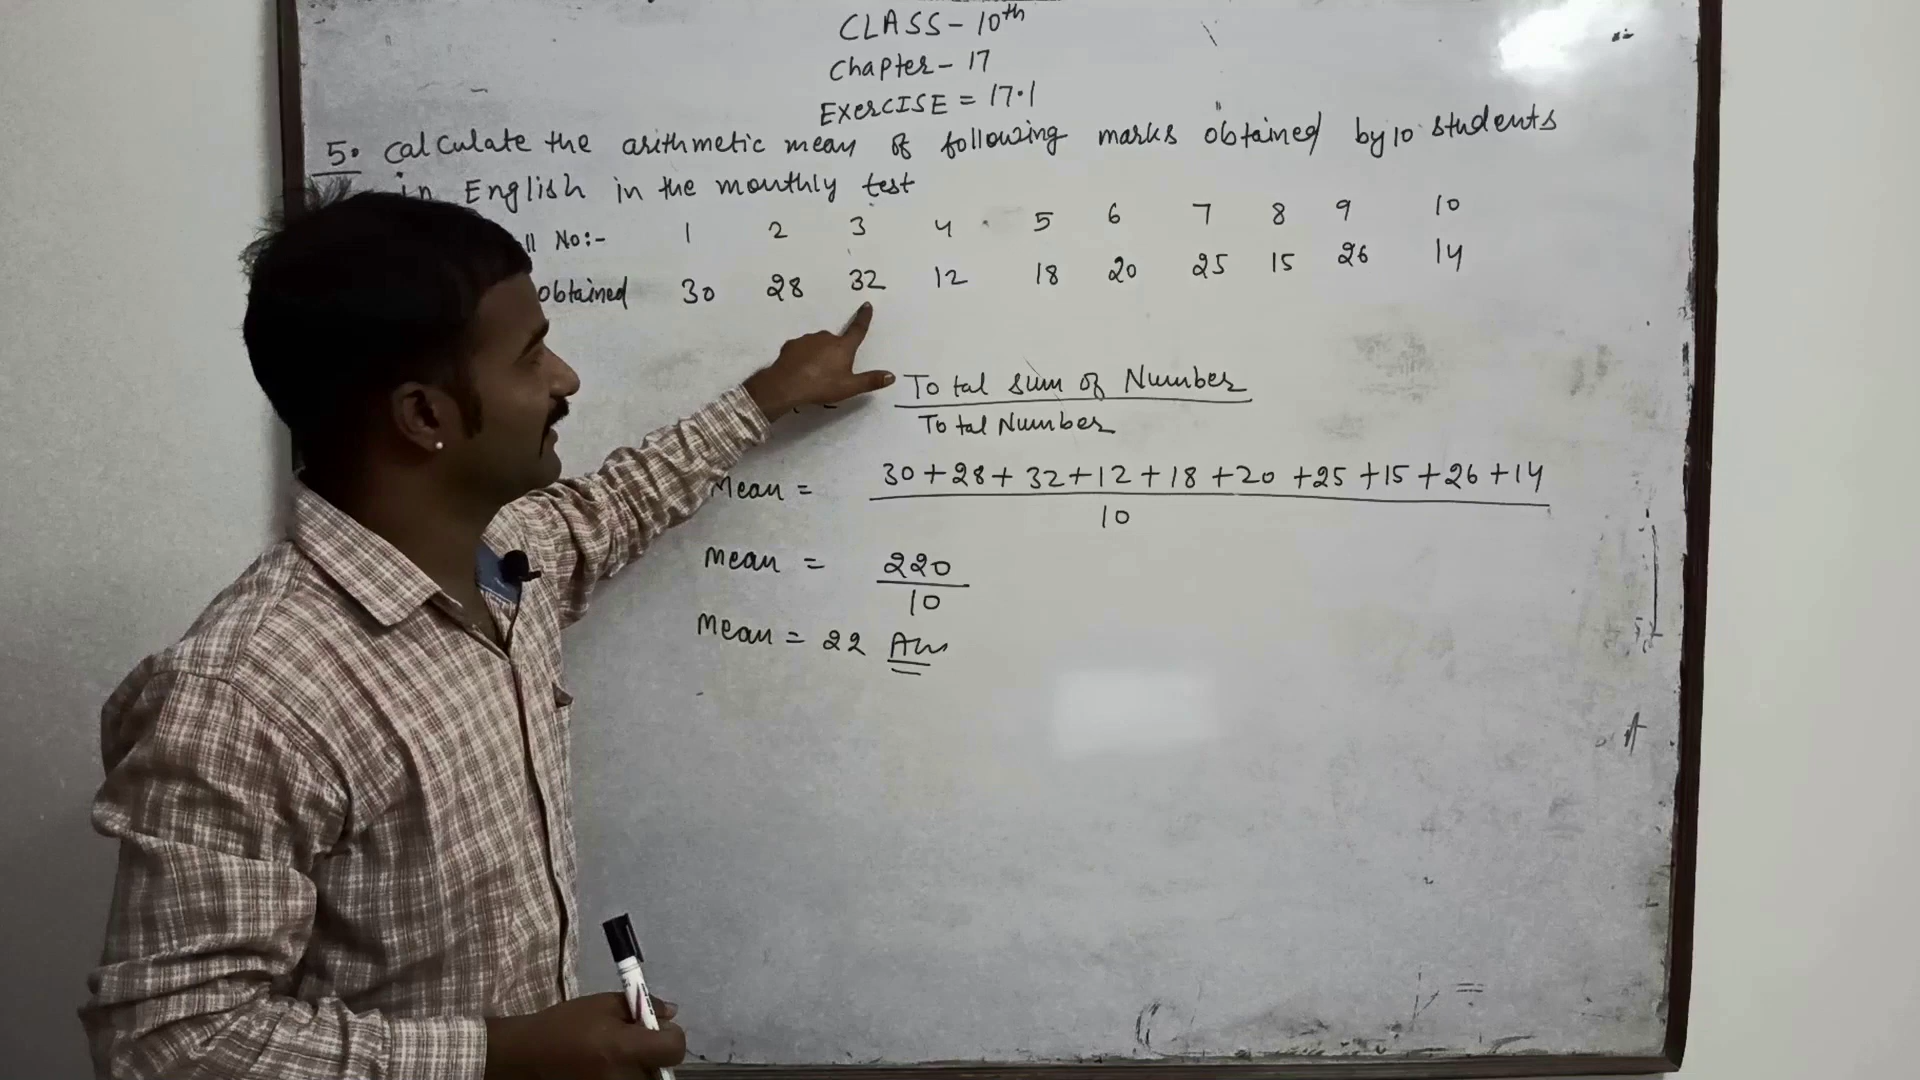 CLASS - 10th
Chapter - 17
EXERCISE = 17.1
5. Calculate the arithmetic mean of following marks obtained by 10 students
in English in the monthly test
ll No:- 1 2 3 4 5 6 7 8 9 10
obtained 30 28 32 12 18 20 25 15 26 14
Total sum of Number
Total Number
Mean = 30 + 28 + 32 + 12 + 18 + 20 + 25 + 15 + 26 + 14
10
Mean = 220
10
Mean = 22 Ans